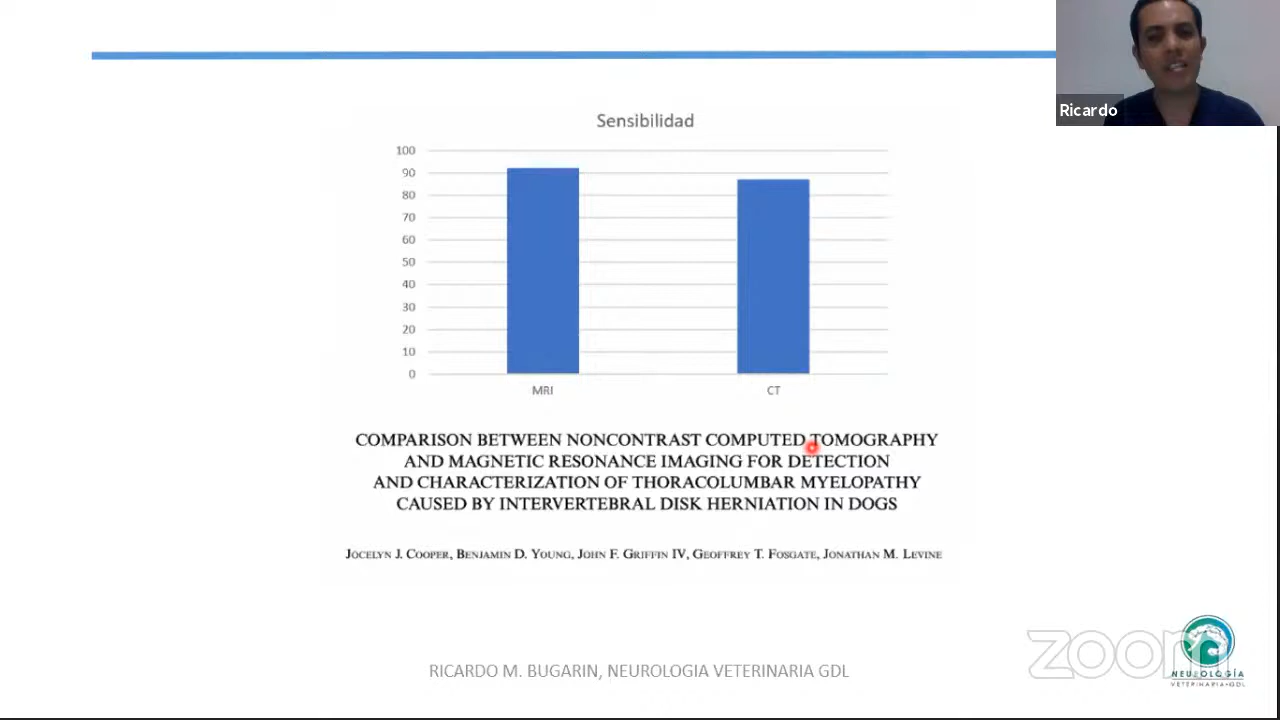 Ricardo
Sensibilidad
100
90
80
70
60
50
40
30
20
10
0
MRI
CT
COMPARISON BETWEEN NONCONTRAST COMPUTED TOMOGRAPHY
AND MAGNETIC RESONANCE IMAGING FOR DETECTION
AND CHARACTERIZATION OF THORACOLUMBAR MYELOPATHY
CAUSED BY INTERVERTEBRAL DISK HERNIATION IN DOGS
JOCELYN J. COOPER, BENJAMIN D. YOUNG, JOHN F. GRIFFIN IV, GEOFFREY T. FOSGATE, JONATHAN M. LEVINE
RICARDO M. BUGARIN, NEUROLOGIA VETERINARIA GDL
zoom
NEUROLOGÍA
VETERINARIA•GDL